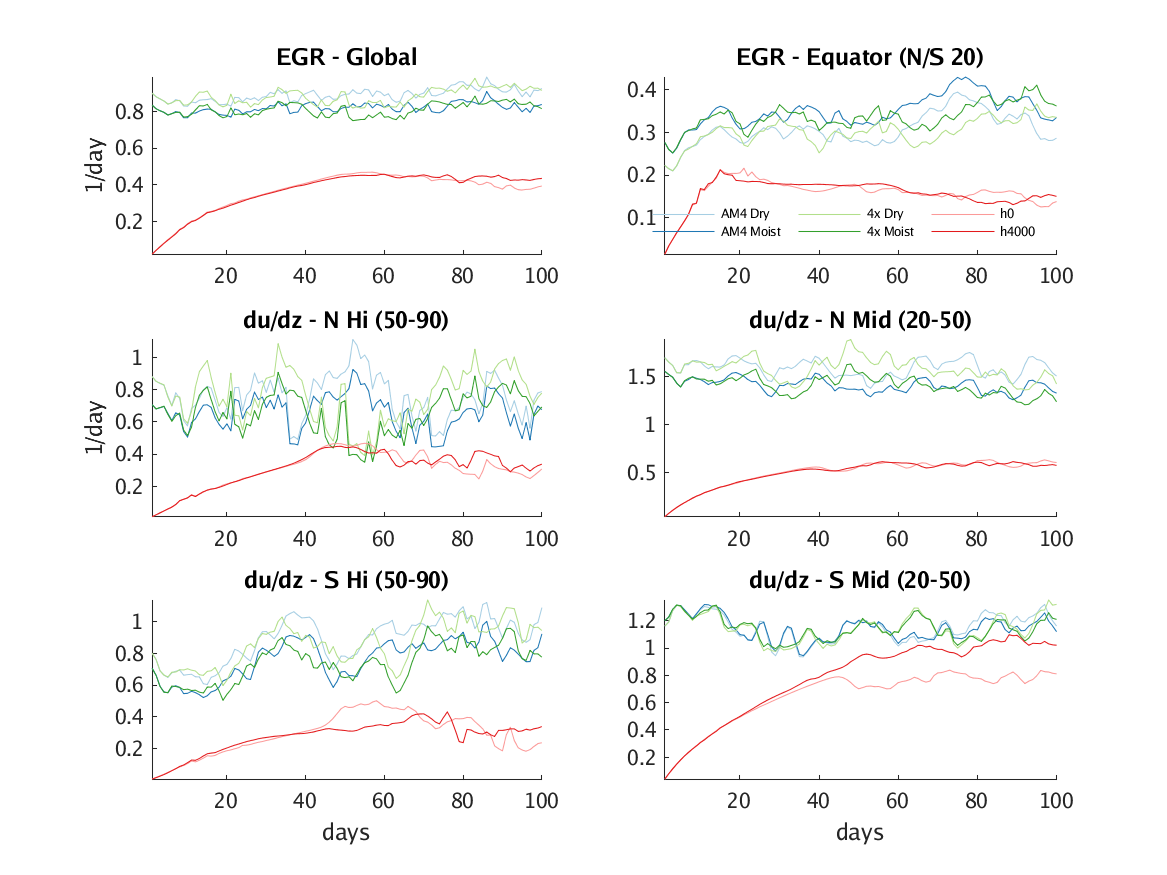 EGR - Global
1/day
0.8
0.6
0.4
0.2
20 40 60 80 100
EGR - Equator (N/S 20)
0.4
0.3
0.2
0.1
AM4 Dry 4x Dry h0
AM4 Moist 4x Moist h4000
20 40 60 80 100
du/dz - N Hi (50-90)
1/day
1
0.8
0.6
0.4
0.2
20 40 60 80 100
du/dz - N Mid (20-50)
1.5
1
0.5
20 40 60 80 100
du/dz - S Hi (50-90)
1
0.8
0.6
0.4
0.2
20 40 60 80 100
days
du/dz - S Mid (20-50)
1.2
1
0.8
0.6
0.4
0.2
20 40 60 80 100
days